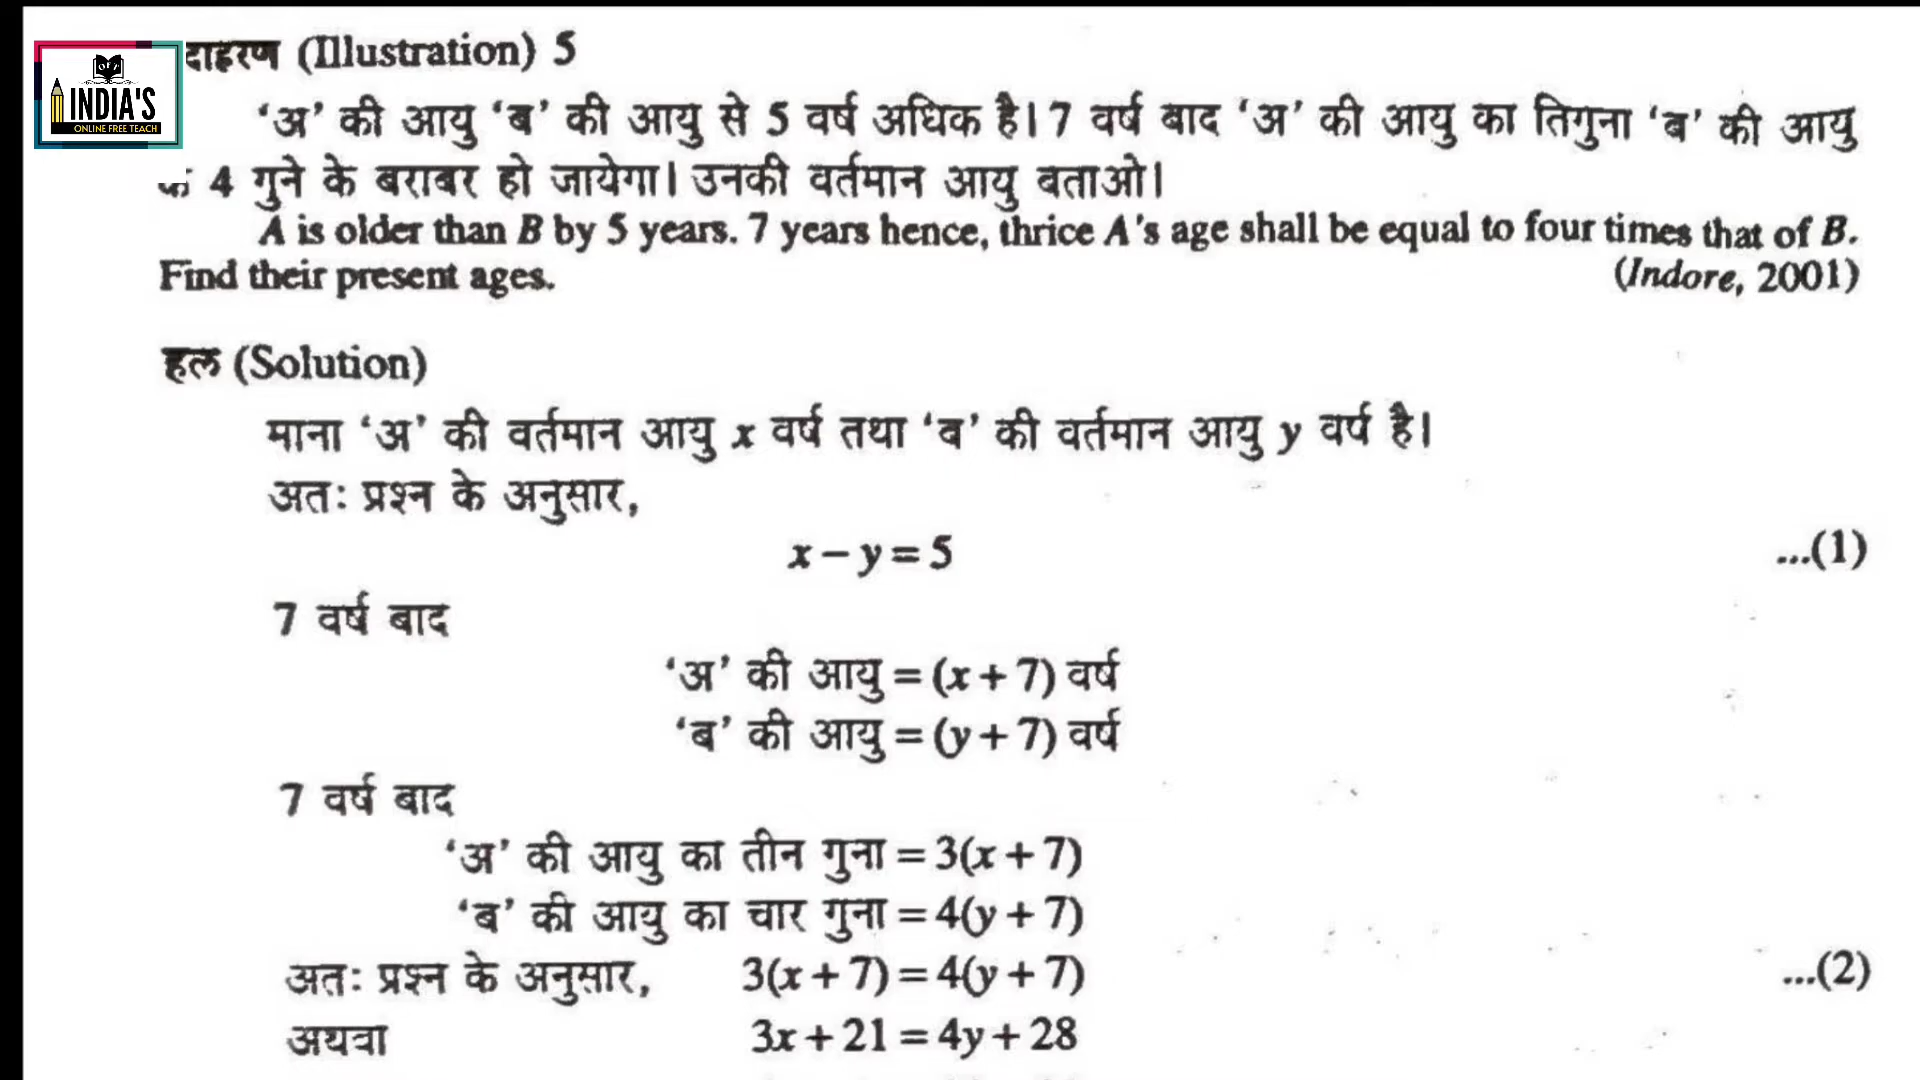 INDIA'S
ONLINE FREE TEACH
दाहरण (Illustration) 5
‘अ’ की आयु ‘ब’ की आयु से 5 वर्ष अधिक है। 7 वर्ष बाद ‘अ’ की आयु का तिगुना ‘ब’ की आयु
के 4 गुने के बराबर हो जायेगा। उनकी वर्तमान आयु बताओ।
A is older than B by 5 years. 7 years hence, thrice A's age shall be equal to four times that of B.
Find their present ages. (Indore, 2001)
हल (Solution)
माना ‘अ’ की वर्तमान आयु x वर्ष तथा ‘ब’ की वर्तमान आयु y वर्ष है।
अतः प्रश्न के अनुसार,
x – y = 5 ...(1)
7 वर्ष बाद
‘अ’ की आयु = (x + 7) वर्ष
‘ब’ की आयु = (y + 7) वर्ष
7 वर्ष बाद
‘अ’ की आयु का तीन गुना = 3(x + 7)
‘ब’ की आयु का चार गुना = 4(y + 7)
अतः प्रश्न के अनुसार, 3(x + 7) = 4(y + 7) ...(2)
अथवा 3x + 21 = 4y + 28